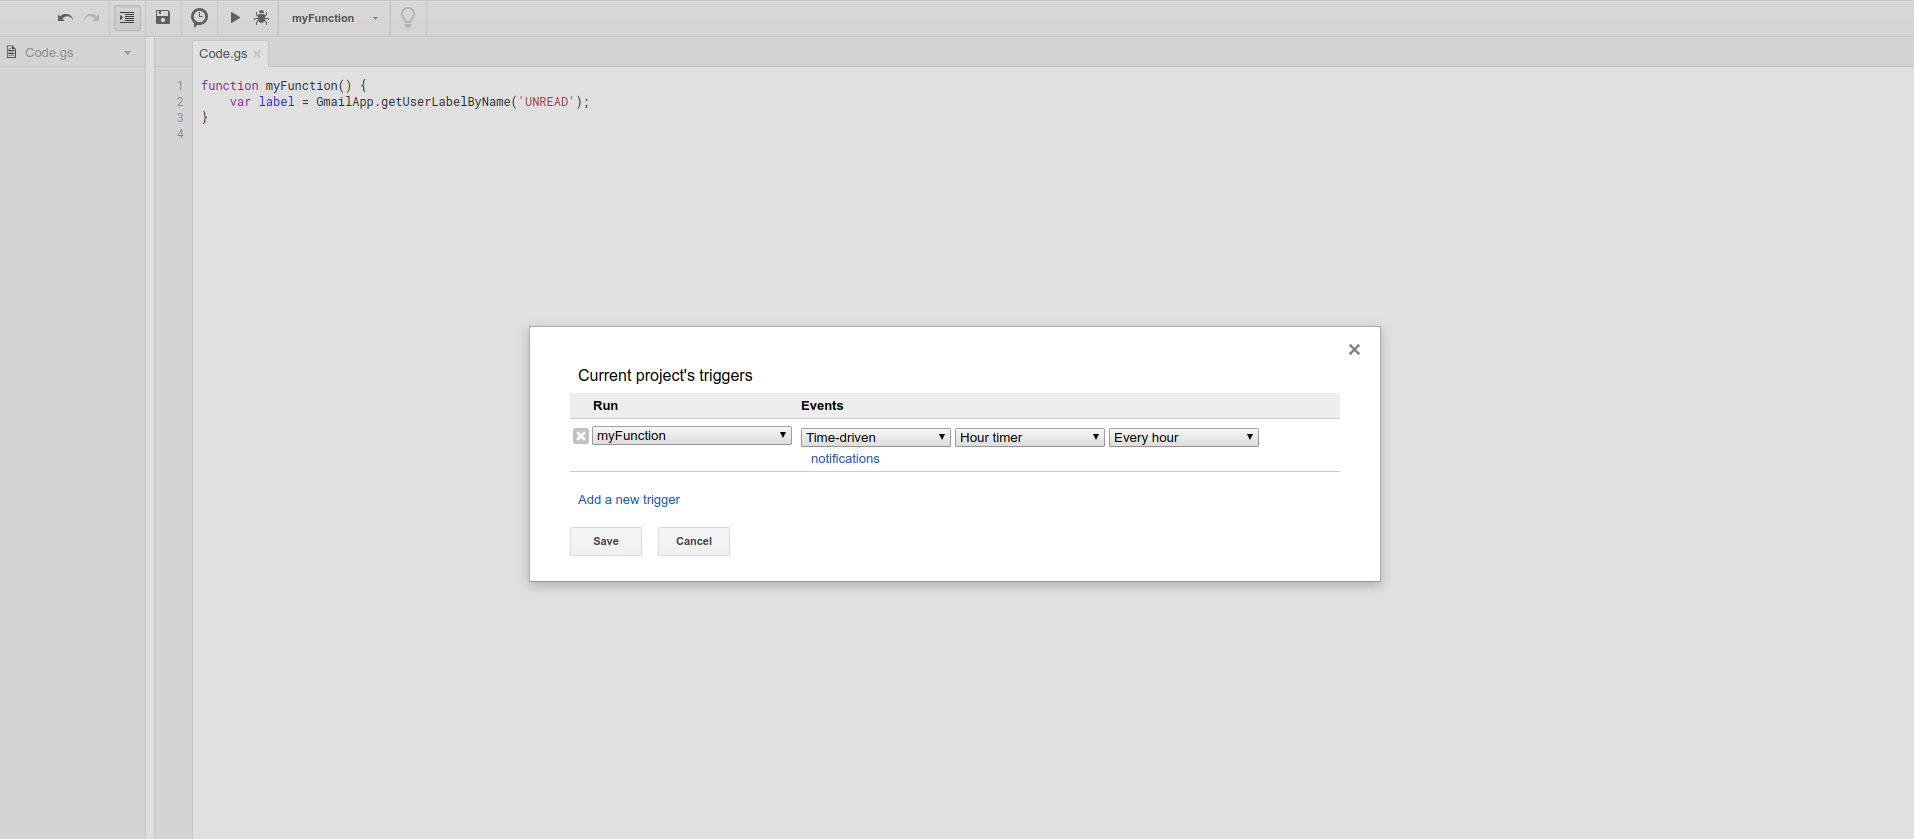 myFunction
Code.gs
Code.gs
1 function myFunction() {
2 var label = GmailApp.getUserLabelByName('UNREAD');
3 }
4
Current project's triggers
Run Events
myFunction Time-driven Hour timer Every hour
notifications
Add a new trigger
Save Cancel